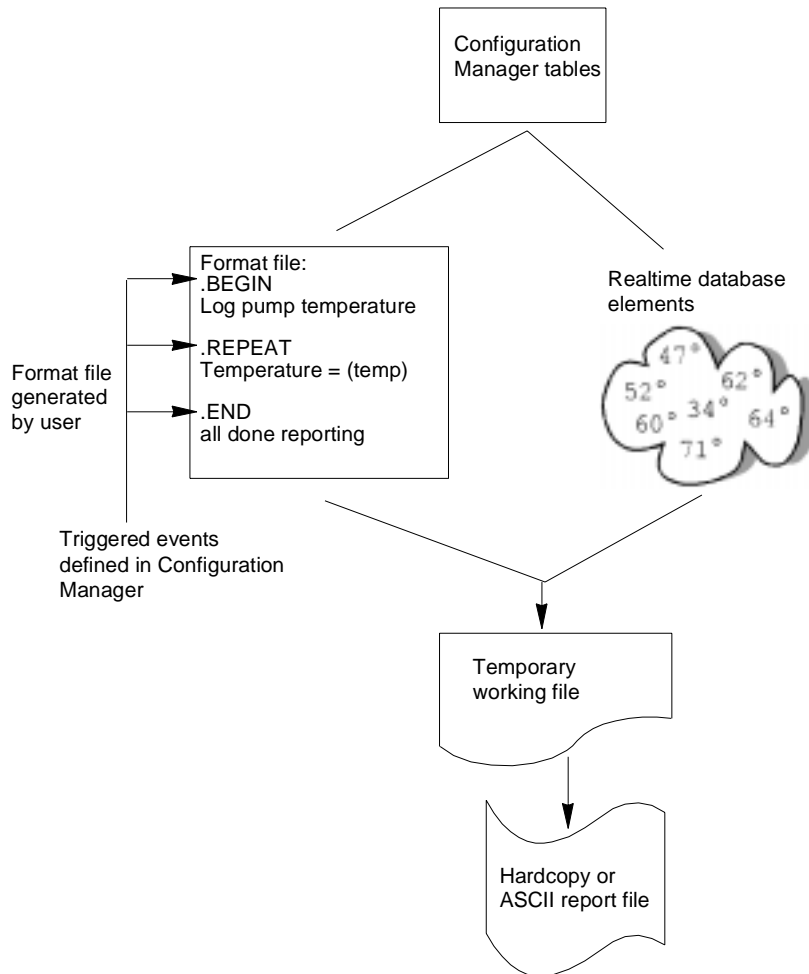 Configuration
Manager tables
Format file:
.BEGIN
Log pump temperature
.REPEAT
Temperature = (temp)
.END
all done reporting
Realtime database
elements
47°
52°
62°
60°
34°
64°
71°
Format file
generated
by user
Triggered events
defined in Configuration
Manager
Temporary
working file
Hardcopy or
ASCII report file